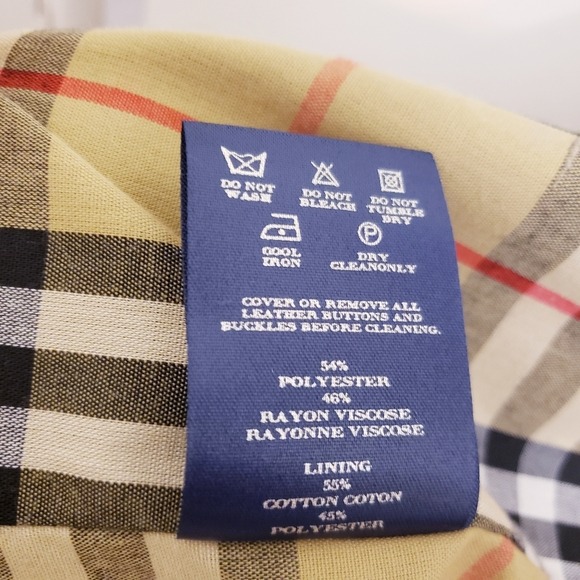 DO NOT
WASH
DO NOT
BLEACH
DO NOT
TUMBLE
DRY
COOL
IRON
P
DRY
CLEANONLY
COVER OR REMOVE ALL
LEATHER BUTTONS AND
BUCKLES BEFORE CLEANING.
54%
POLYESTER
46%
RAYON VISCOSE
RAYONNE VISCOSE
LINING
55%
COTTON COTON
45%
POLYESTER